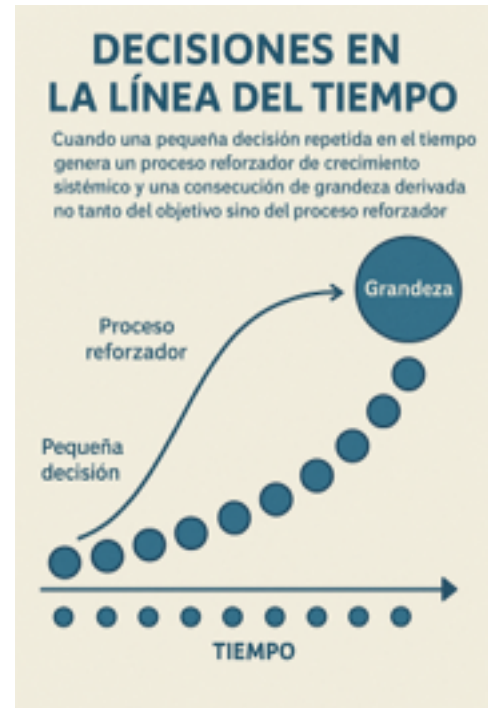 DECISIONES EN
LA LÍNEA DEL TIEMPO
Cuando una pequeña decisión repetida en el tiempo
genera un proceso reforzador de crecimiento
sistémico y una consecución de grandeza derivada
no tanto del objetivo sino del proceso reforzador
Grandeza
Proceso
reforzador
Pequeña
decisión
TIEMPO